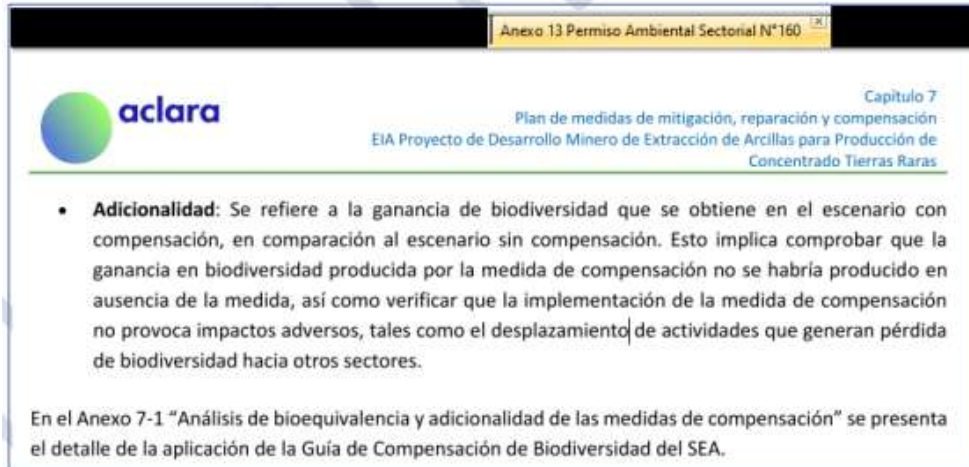 Anexo 13 Permiso Ambiental Sectorial N°160
aclara
Capítulo 7
Plan de medidas de mitigación, reparación y compensación
EIA Proyecto de Desarrollo Minero de Extracción de Arcillas para Producción de
Concentrado Tierras Raras
• Adicionalidad: Se refiere a la ganancia de biodiversidad que se obtiene en el escenario con
compensación, en comparación al escenario sin compensación. Esto implica comprobar que la
ganancia en biodiversidad producida por la medida de compensación no se habría producido en
ausencia de la medida, así como verificar que la implementación de la medida de compensación
no provoca impactos adversos, tales como el desplazamiento de actividades que generan pérdida
de biodiversidad hacia otros sectores.
En el Anexo 7-1 “Análisis de bioequivalencia y adicionalidad de las medidas de compensación” se presenta
el detalle de la aplicación de la Guía de Compensación de Biodiversidad del SEA.